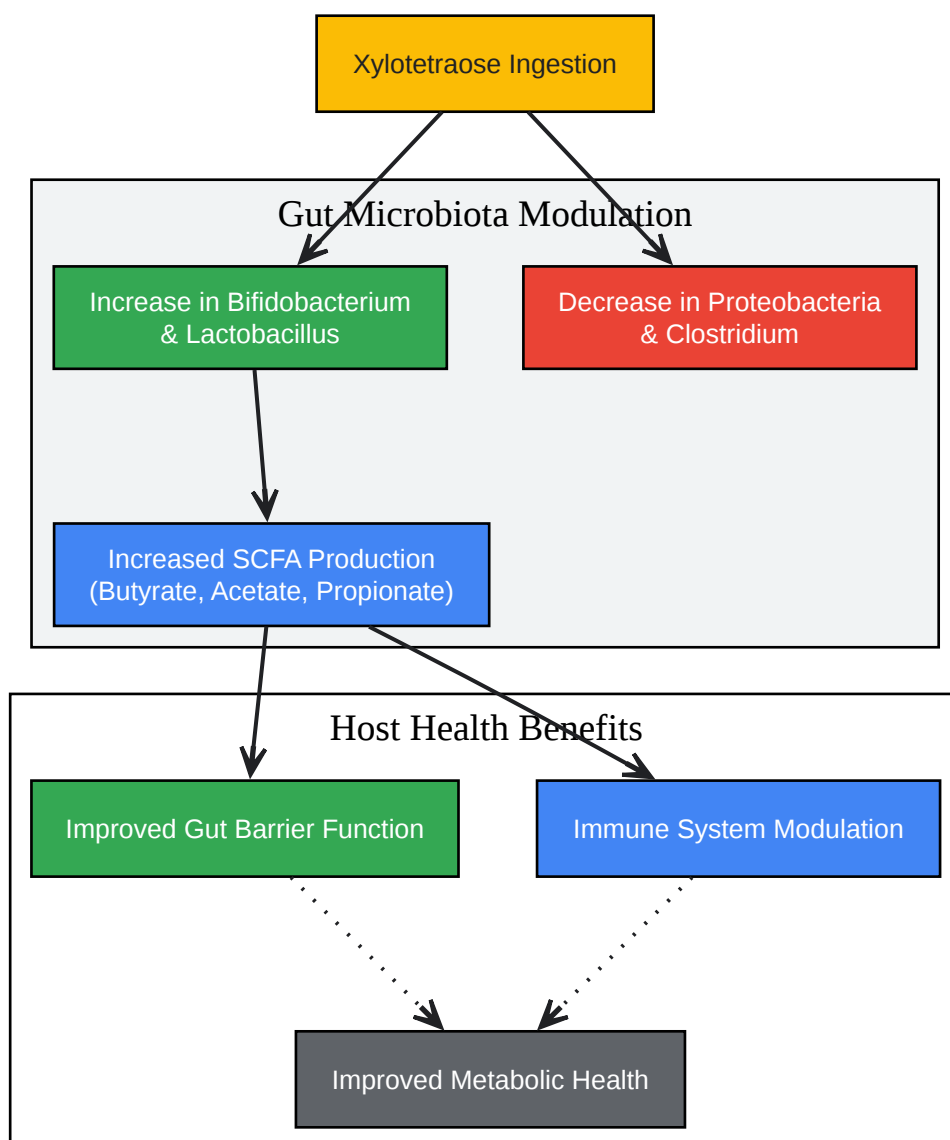 Xylotetraose Ingestion
Gut Microbiota Modulation
Increase in Bifidobacterium
& Lactobacillus
Decrease in Proteobacteria
& Clostridium
Increased SCFA Production
(Butyrate, Acetate, Propionate)
Host Health Benefits
Improved Gut Barrier Function
Immune System Modulation
Improved Metabolic Health